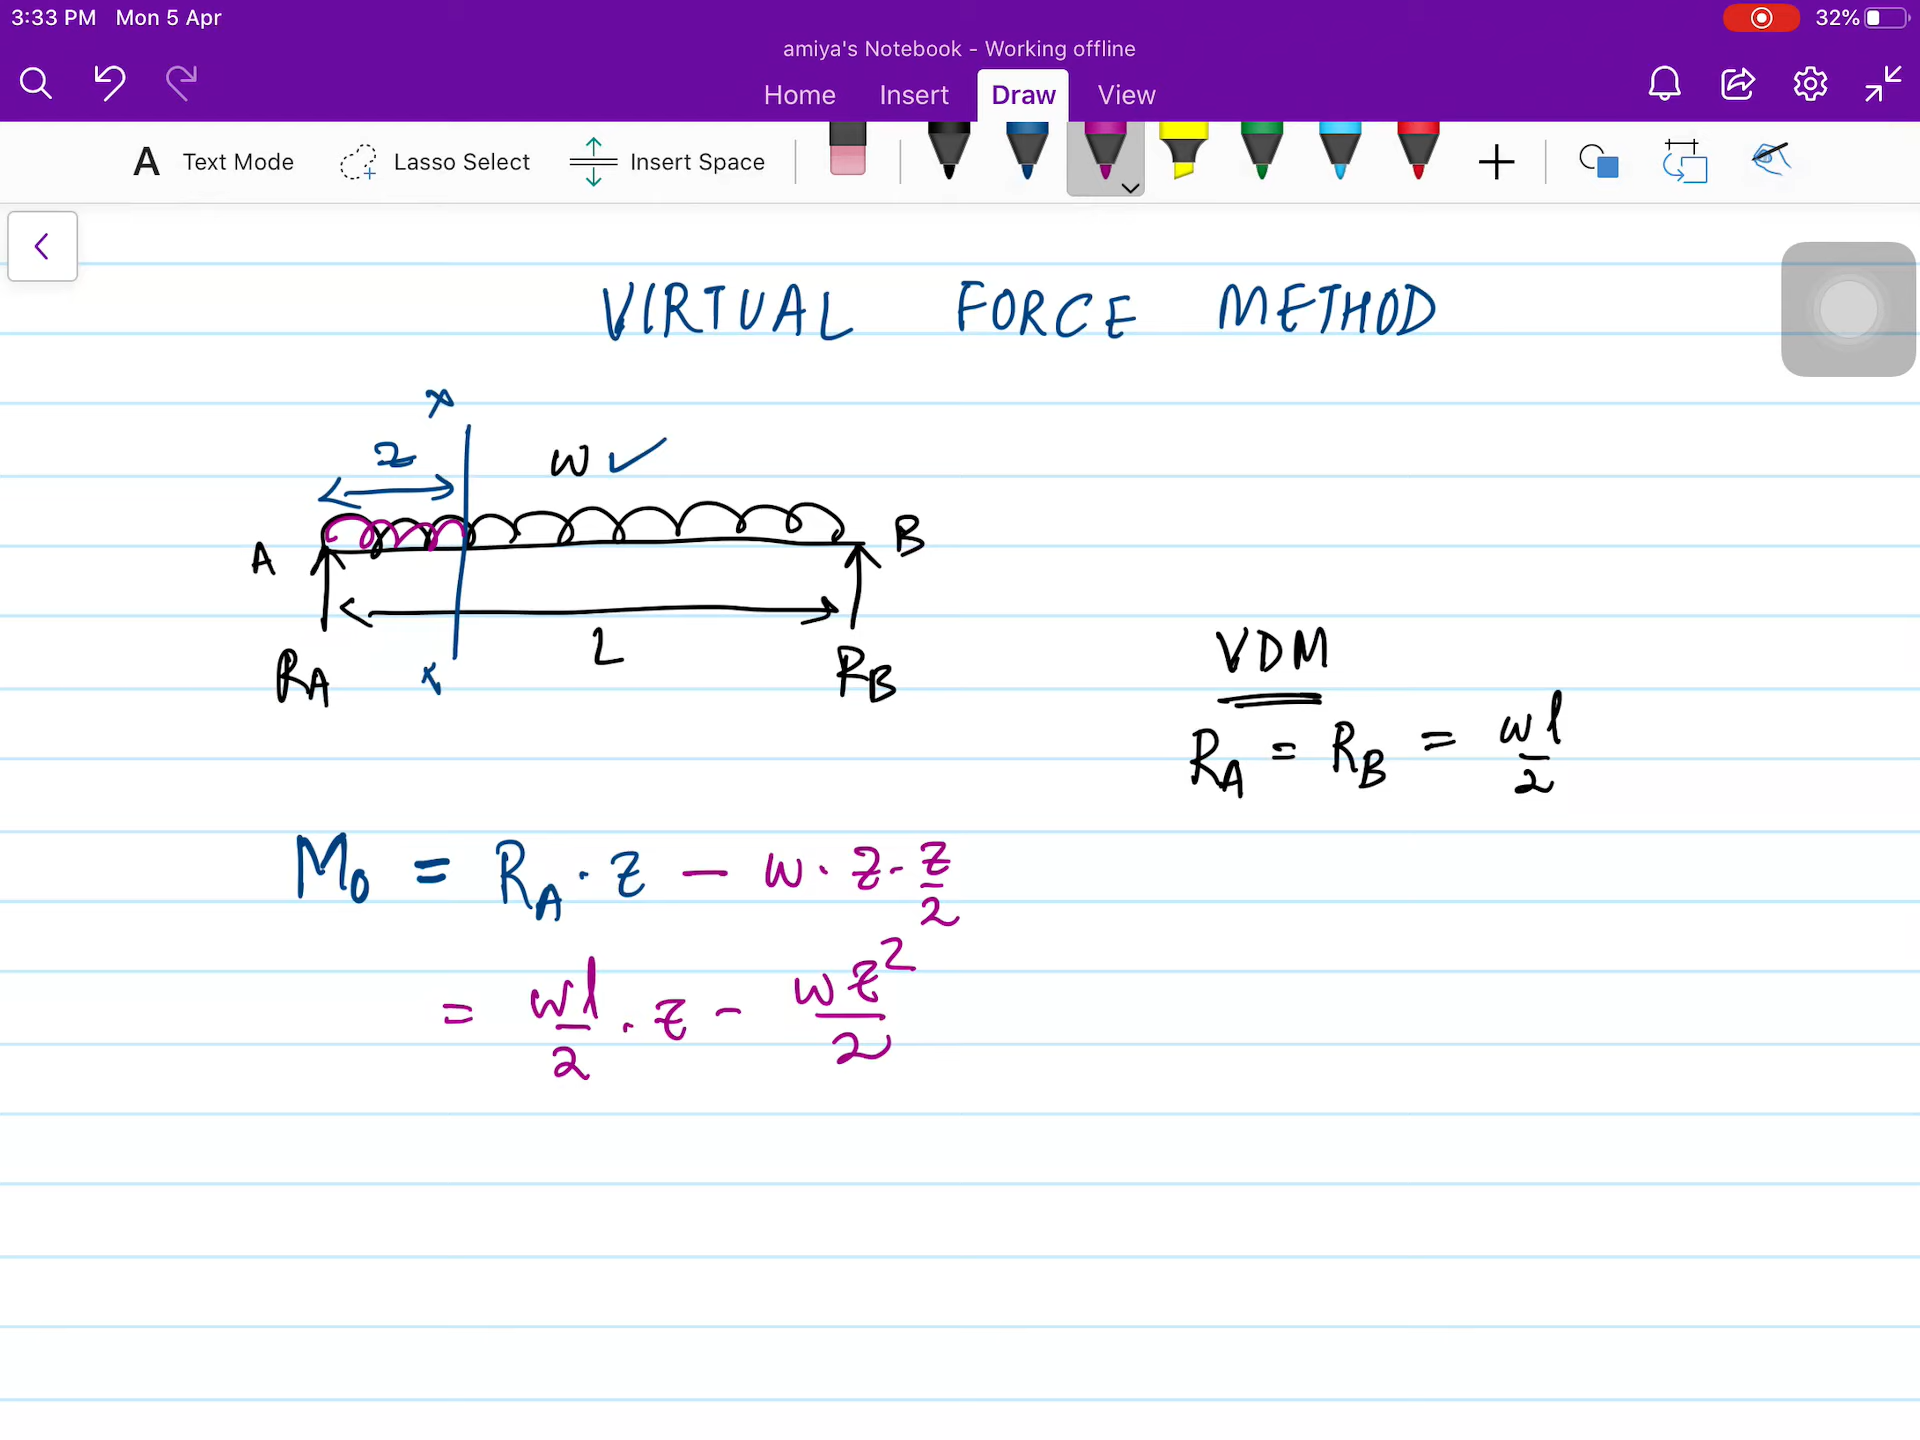 3:33 PM Mon 5 Apr
32%
amiya's Notebook - Working offline
Home Insert Draw View
A Text Mode Lasso Select Insert Space
VIRTUAL FORCE METHOD
x
z w ✓
A B
L
RA x RB
VDM
RA = RB = wl/2
M0 = RA · z - w · z · z/2
= wl/2 · z - wz²/2